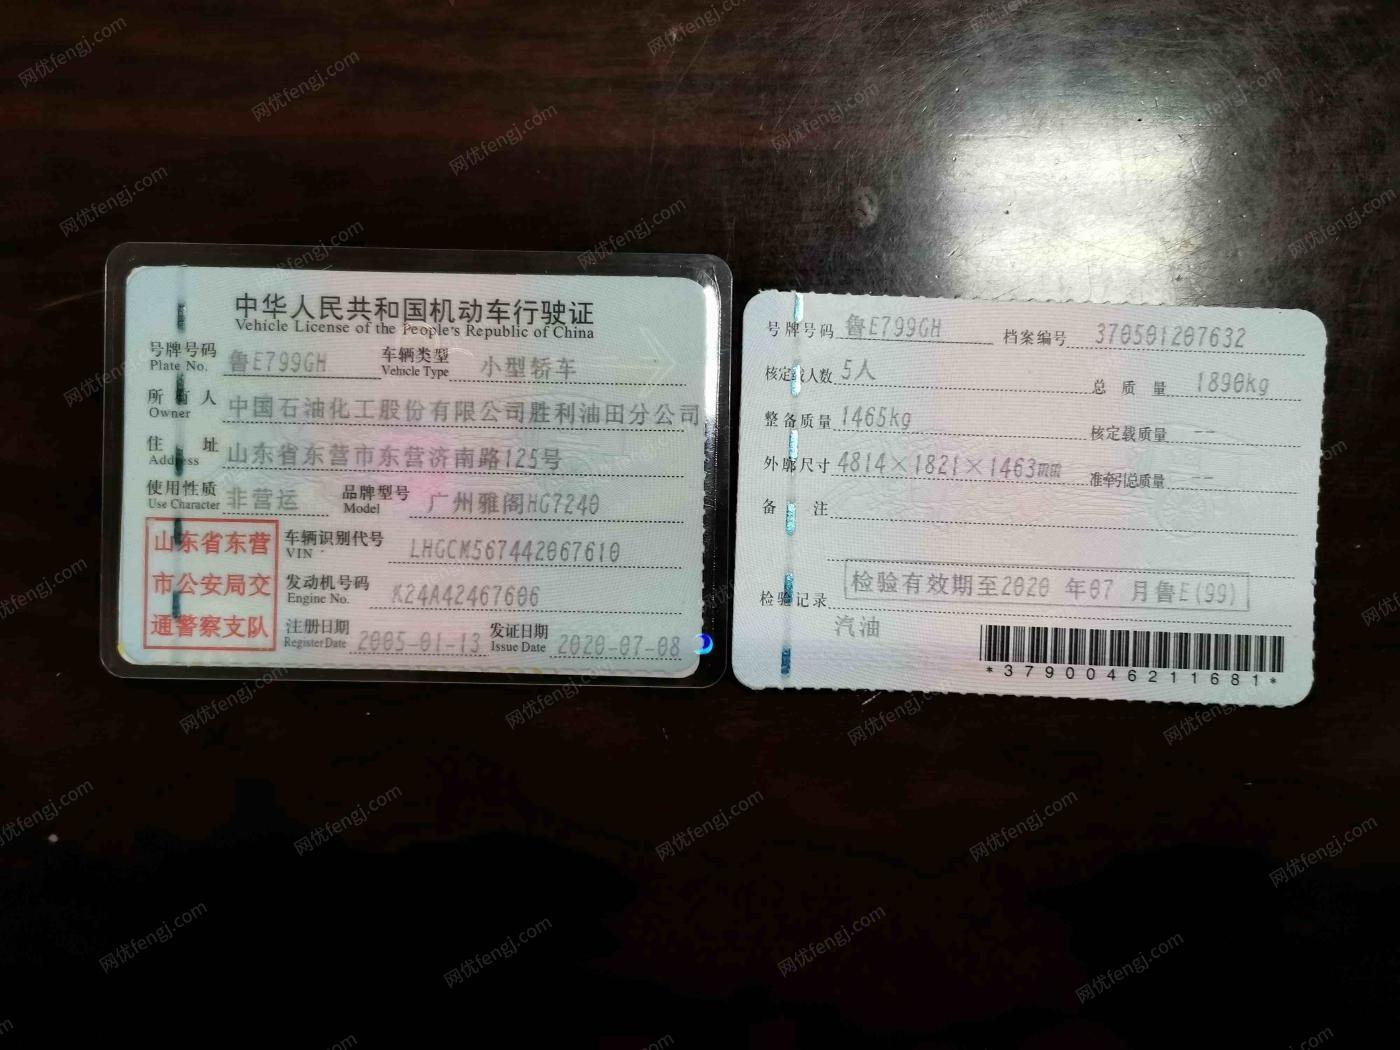 中华人民共和国机动车行驶证
Vehicle License of the People's Republic of China
号牌号码 鲁E799GH 车辆类型 小型轿车
Plate No. Vehicle Type
所有人 中国石油化工股份有限公司胜利油田分公司
Owner
住址 山东省东营市东营济南路125号
Address
使用性质 非营运 品牌型号 广州雅阁HG7240
Use Character Model
山东省东营
市公安局交
通警察支队
车辆识别代号 LHGCM567442067610
VIN
发动机号码 K24A42467606
Engine No.
注册日期 2005-01-13 发证日期 2020-07-08
Register Date Issue Date
号牌号码 鲁E799GH 档案编号 370501207632
核定载人数 5人 总质量 1890kg
整备质量 1465kg 核定载质量 --
外廓尺寸 4814×1821×1463mm 准牵引总质量 --
备注
检验记录 检验有效期至2020 年07 月鲁E(99)
汽油
*3790046211681*
网优fengj.com